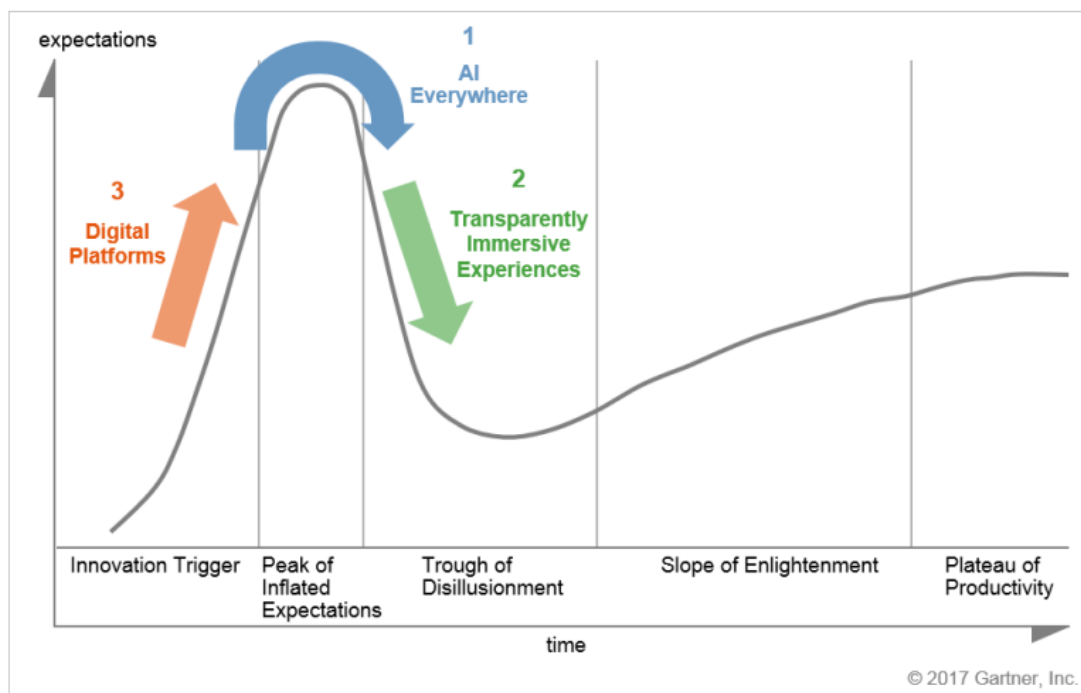 expectations
1
AI
Everywhere
3
Digital
Platforms
2
Transparently
Immersive
Experiences
Innovation Trigger
Peak of
Inflated
Expectations
Trough of
Disillusionment
Slope of Enlightenment
Plateau of
Productivity
time
© 2017 Gartner, Inc.